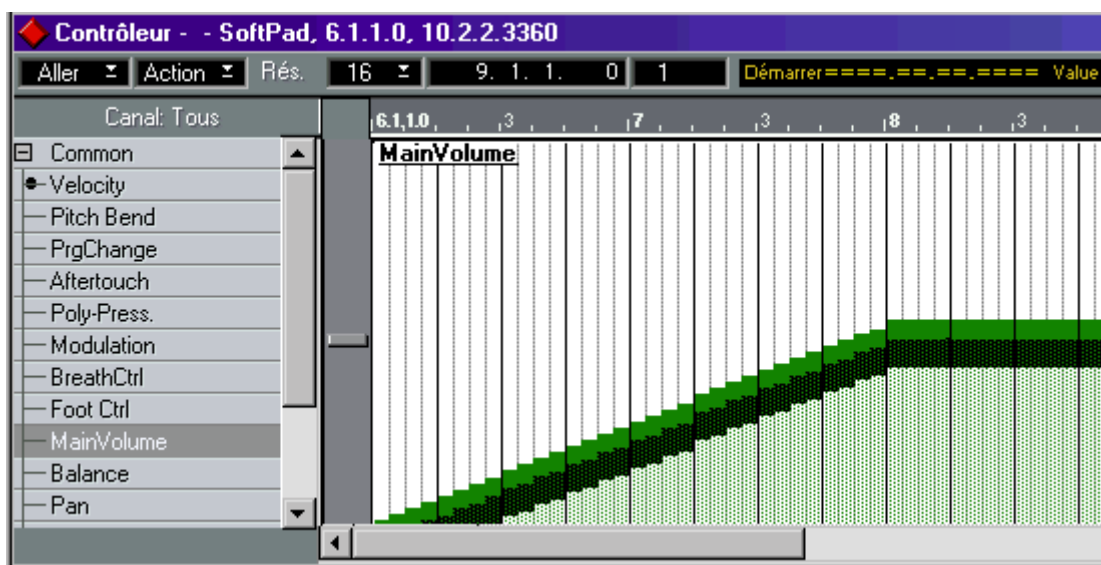 Contrôleur - - SoftPad, 6.1.1.0, 10.2.2.3360
Aller Action Rés. 16 9. 1. 1. 0 1 Démarrer====.==.==.==== Value
Canal: Tous 6.1,1.0 3 7 3 8 3
Common MainVolume
Velocity
Pitch Bend
PrgChange
Aftertouch
Poly-Press.
Modulation
BreathCtrl
Foot Ctrl
MainVolume
Balance
Pan